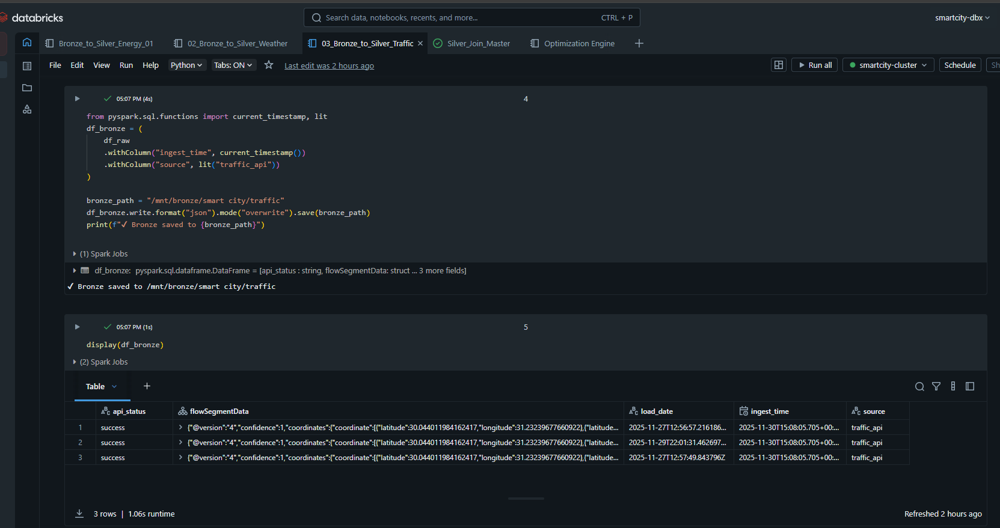 databricks
Search data, notebooks, recents, and more...
CTRL + P
smartcity-dbx
Bronze_to_Silver_Energy_01
02_Bronze_to_Silver_Weather
03_Bronze_to_Silver_Traffic
Silver_Join_Master
Optimization Engine
File Edit View Run Help Python Tabs: ON Last edit was 2 hours ago
Run all
smartcity-cluster
Schedule
Sh
05:07 PM (4s)
4
from pyspark.sql.functions import current_timestamp, lit
df_bronze = (
    df_raw
    .withColumn("ingest_time", current_timestamp())
    .withColumn("source", lit("traffic_api"))
)
bronze_path = "/mnt/bronze/smart city/traffic"
df_bronze.write.format("json").mode("overwrite").save(bronze_path)
print(f"✓ Bronze saved to {bronze_path}")
(1) Spark Jobs
df_bronze: pyspark.sql.dataframe.DataFrame = [api_status : string, flowSegmentData: struct ... 3 more fields]
✓ Bronze saved to /mnt/bronze/smart city/traffic
05:07 PM (1s)
5
display(df_bronze)
(2) Spark Jobs
Table
api_status flowSegmentData load_date ingest_time source
1 success {"@version":"4","confidence":1,"coordinates":{"coordinate":[{"latitude":30.044011984162417,"longitude":31.23239677660922},{"latitude... 2025-11-27T12:56:57.216186... 2025-11-30T15:08:05.705+00:... traffic_api
2 success {"@version":"4","confidence":1,"coordinates":{"coordinate":[{"latitude":30.044011984162417,"longitude":31.23239677660922},{"latitude... 2025-11-29T22:01:31.462697... 2025-11-30T15:08:05.705+00:... traffic_api
3 success {"@version":"4","confidence":1,"coordinates":{"coordinate":[{"latitude":30.044011984162417,"longitude":31.23239677660922},{"latitude... 2025-11-27T12:57:49.843796Z 2025-11-30T15:08:05.705+00:... traffic_api
3 rows | 1.06s runtime
Refreshed 2 hours ago